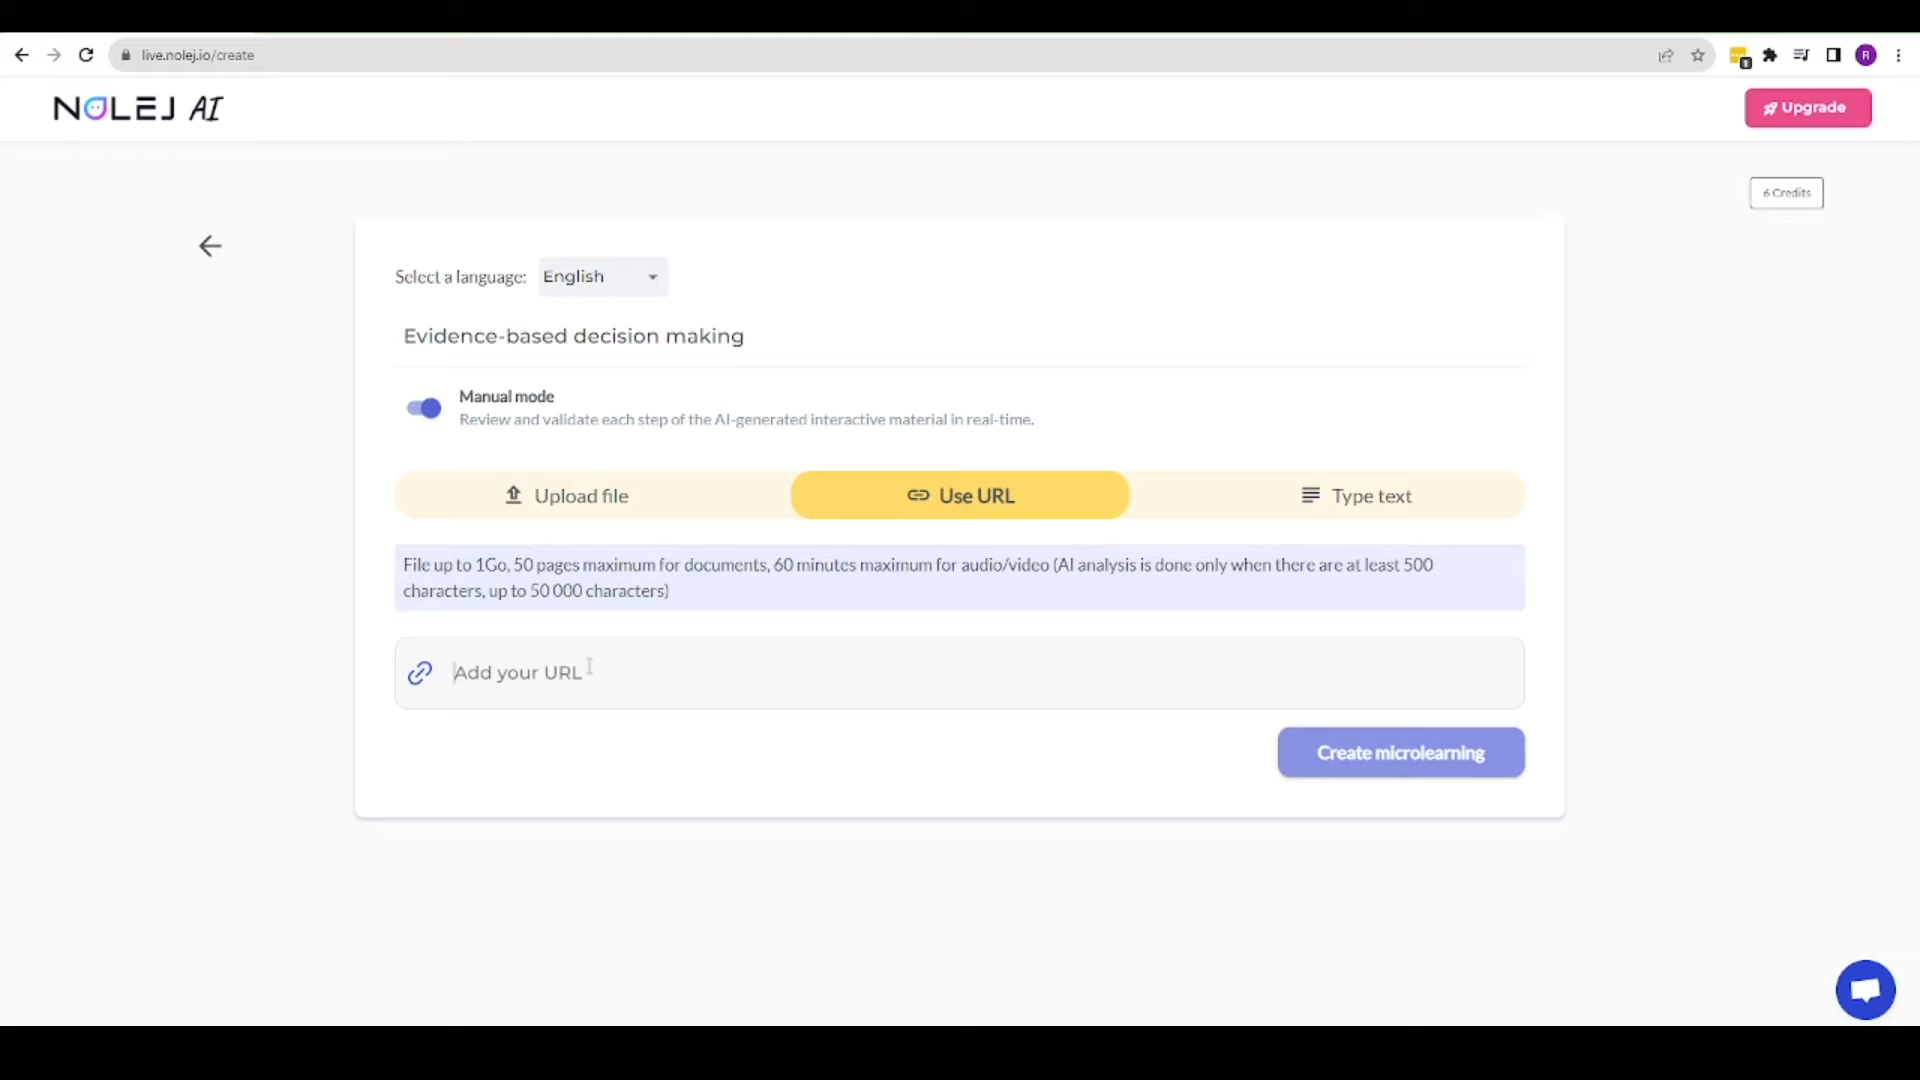 live.nolej.io/create
R
NOLEJ AI
Upgrade
6 Credits
Select a language: English
Evidence-based decision making
Manual mode
Review and validate each step of the AI-generated interactive material in real-time.
Upload file
Use URL
Type text
File up to 1Go, 50 pages maximum for documents, 60 minutes maximum for audio/video (AI analysis is done only when there are at least 500
characters, up to 50 000 characters)
Add your URL
Create microlearning